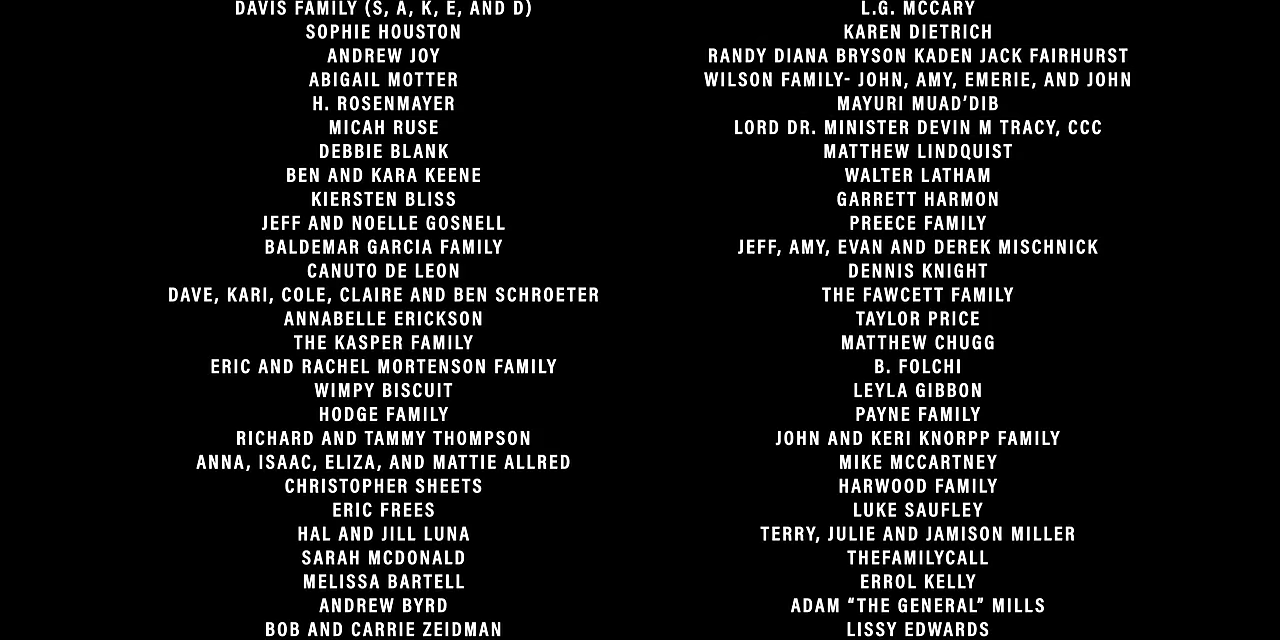 DAVIS FAMILY (S, A, K, E, AND D)
SOPHIE HOUSTON
ANDREW JOY
ABIGAIL MOTTER
H. ROSENMAYER
MICAH RUSE
DEBBIE BLANK
BEN AND KARA KEENE
KIERSTEN BLISS
JEFF AND NOELLE GOSNELL
BALDEMAR GARCIA FAMILY
CANUTO DE LEON
DAVE, KARI, COLE, CLAIRE AND BEN SCHROETER
ANNABELLE ERICKSON
THE KASPER FAMILY
ERIC AND RACHEL MORTENSON FAMILY
WIMPY BISCUIT
HODGE FAMILY
RICHARD AND TAMMY THOMPSON
ANNA, ISAAC, ELIZA, AND MATTIE ALLRED
CHRISTOPHER SHEETS
ERIC FREES
HAL AND JILL LUNA
SARAH MCDONALD
MELISSA BARTELL
ANDREW BYRD
BOB AND CARRIE ZEIDMAN
L.G. MCCARY
KAREN DIETRICH
RANDY DIANA BRYSON KADEN JACK FAIRHURST
WILSON FAMILY- JOHN, AMY, EMERIE, AND JOHN
MAYURI MUAD’DIB
LORD DR. MINISTER DEVIN M TRACY, CCC
MATTHEW LINDQUIST
WALTER LATHAM
GARRETT HARMON
PREECE FAMILY
JEFF, AMY, EVAN AND DEREK MISCHNICK
DENNIS KNIGHT
THE FAWCETT FAMILY
TAYLOR PRICE
MATTHEW CHUGG
B. FOLCHI
LEYLA GIBBON
PAYNE FAMILY
JOHN AND KERI KNORPP FAMILY
MIKE MCCARTNEY
HARWOOD FAMILY
LUKE SAUFLEY
TERRY, JULIE AND JAMISON MILLER
THEFAMILYCALL
ERROL KELLY
ADAM “THE GENERAL” MILLS
LISSY EDWARDS